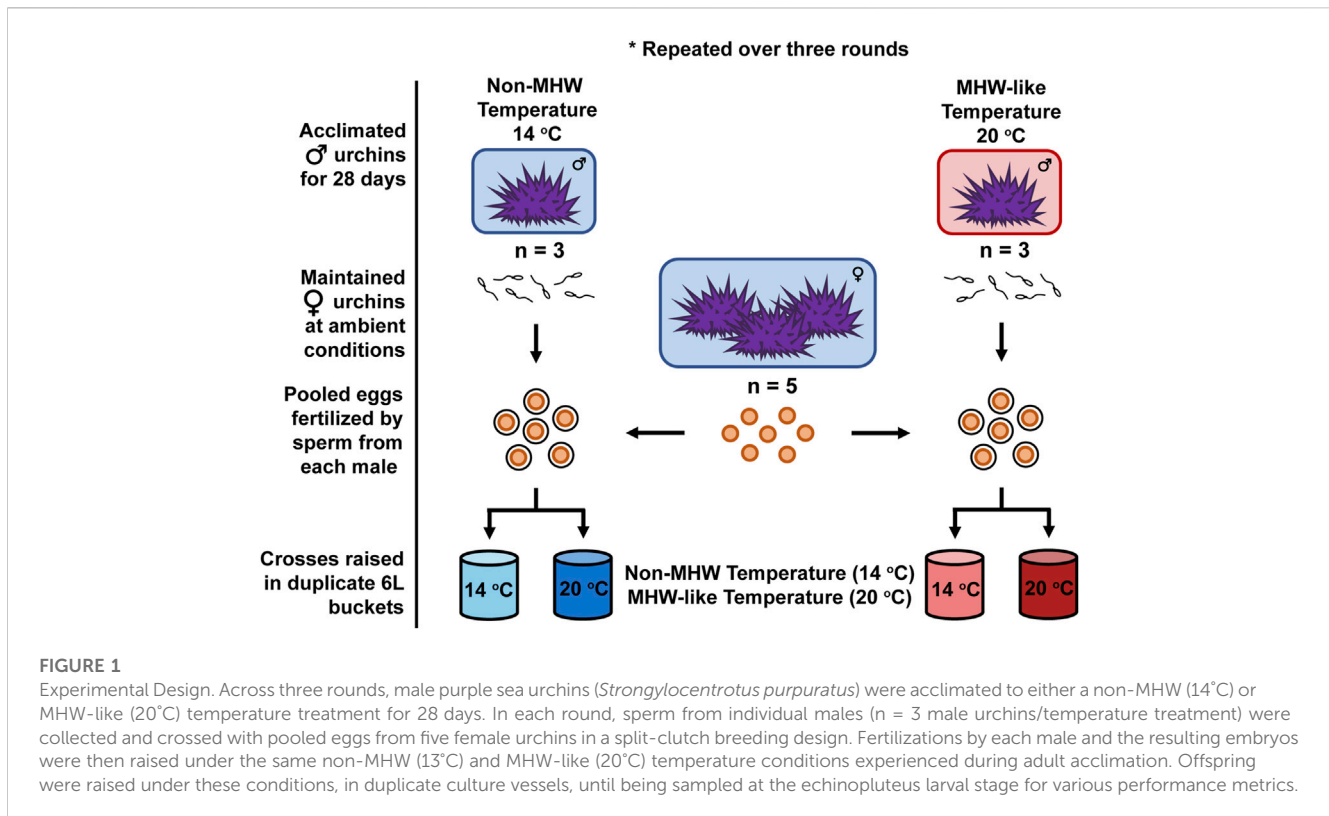 * Repeated over three rounds
Non-MHW
Temperature
14 °C
MHW-like
Temperature
20 °C
Acclimated
♂ urchins
for 28 days
♂
♂
n = 3
n = 3
Maintained
♀ urchins
at ambient
conditions
♀
n = 5
Pooled eggs
fertilized by
sperm from
each male
Crosses raised
in duplicate 6L
buckets
14 °C
20 °C
Non-MHW Temperature (14 °C)
MHW-like Temperature (20 °C)
14 °C
20 °C
FIGURE 1
Experimental Design. Across three rounds, male purple sea urchins (Strongylocentrotus purpuratus) were acclimated to either a non-MHW (14°C) or
MHW-like (20°C) temperature treatment for 28 days. In each round, sperm from individual males (n = 3 male urchins/temperature treatment) were
collected and crossed with pooled eggs from five female urchins in a split-clutch breeding design. Fertilizations by each male and the resulting embryos
were then raised under the same non-MHW (13°C) and MHW-like (20°C) temperature conditions experienced during adult acclimation. Offspring
were raised under these conditions, in duplicate culture vessels, until being sampled at the echinopluteus larval stage for various performance metrics.